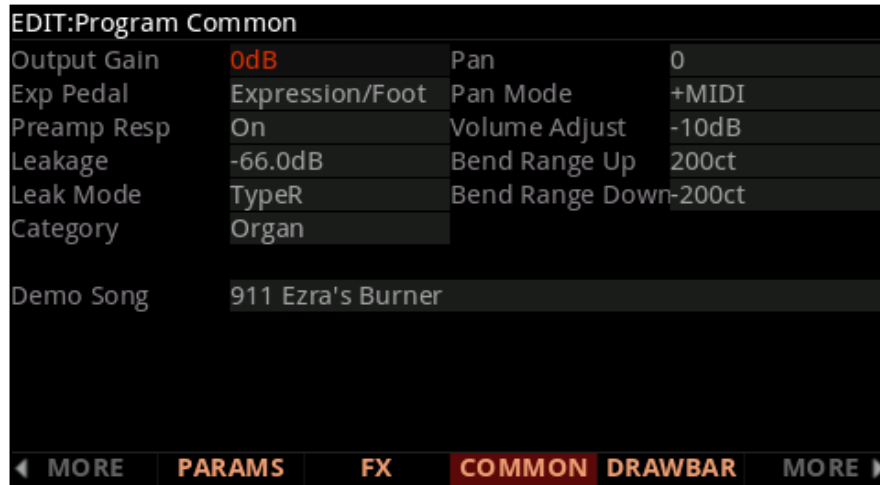 EDIT:Program Common
Output Gain 0dB Pan 0
Exp Pedal Expression/Foot Pan Mode +MIDI
Preamp Resp On Volume Adjust -10dB
Leakage -66.0dB Bend Range Up 200ct
Leak Mode TypeR Bend Range Down -200ct
Category Organ
Demo Song 911 Ezra's Burner
MORE PARAMS FX COMMON DRAWBAR MORE